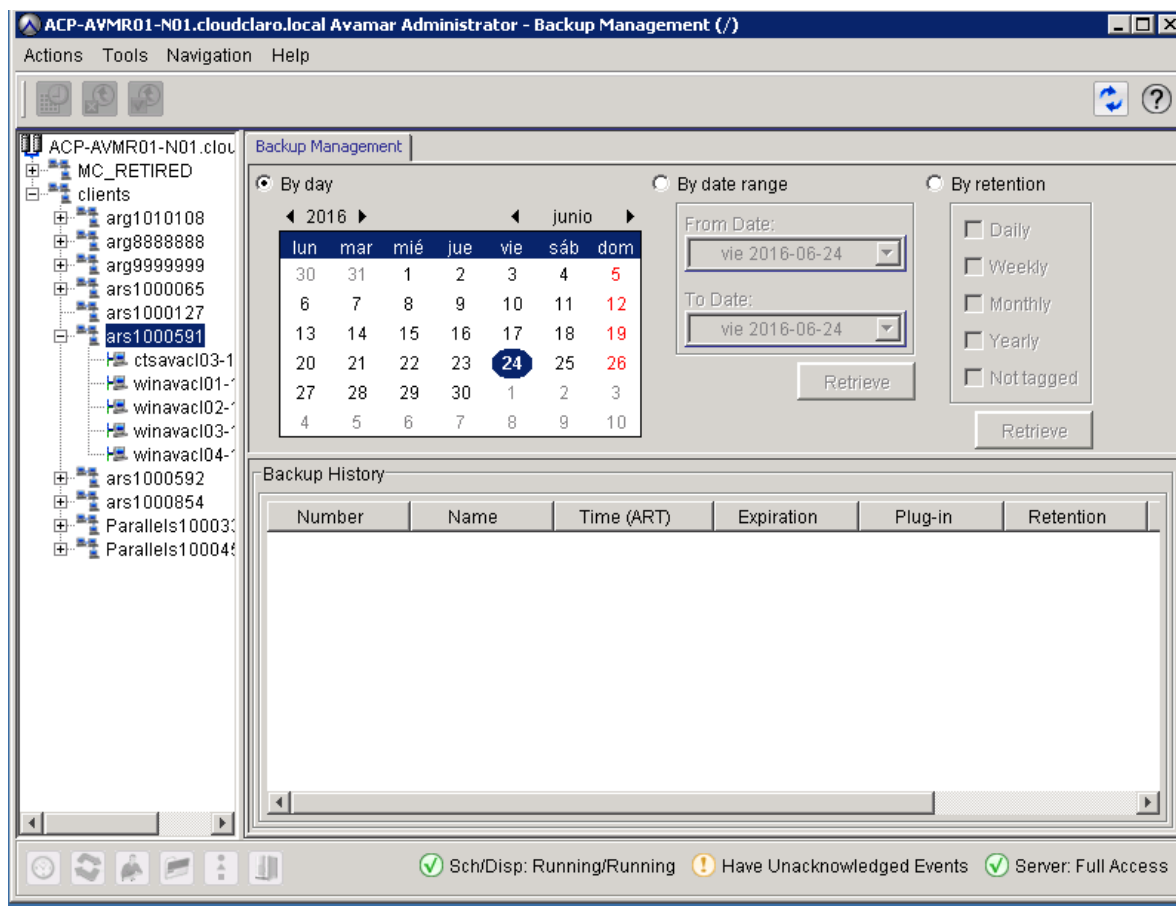 ACP-AVMR01-N01.cloudclaro.local Avamar Administrator - Backup Management (/)
Actions Tools Navigation Help
ACP-AVMR01-N01.clou
MC_RETIRED
clients
arg1010108
arg8888888
arg9999999
ars1000065
ars1000127
ars1000591
ctsavacl03-1
winavacl01-1
winavacl02-1
winavacl03-1
winavacl04-1
ars1000592
ars1000854
Parallels100033
Parallels100045
Backup Management
By day
2016 junio
lun mar mié jue vie sáb dom
30 31 1 2 3 4 5
6 7 8 9 10 11 12
13 14 15 16 17 18 19
20 21 22 23 24 25 26
27 28 29 30 1 2 3
4 5 6 7 8 9 10
By date range
From Date:
vie 2016-06-24
To Date:
vie 2016-06-24
Retrieve
By retention
Daily
Weekly
Monthly
Yearly
Not tagged
Retrieve
Backup History
Number Name Time (ART) Expiration Plug-in Retention
Sch/Disp: Running/Running Have Unacknowledged Events Server: Full Access